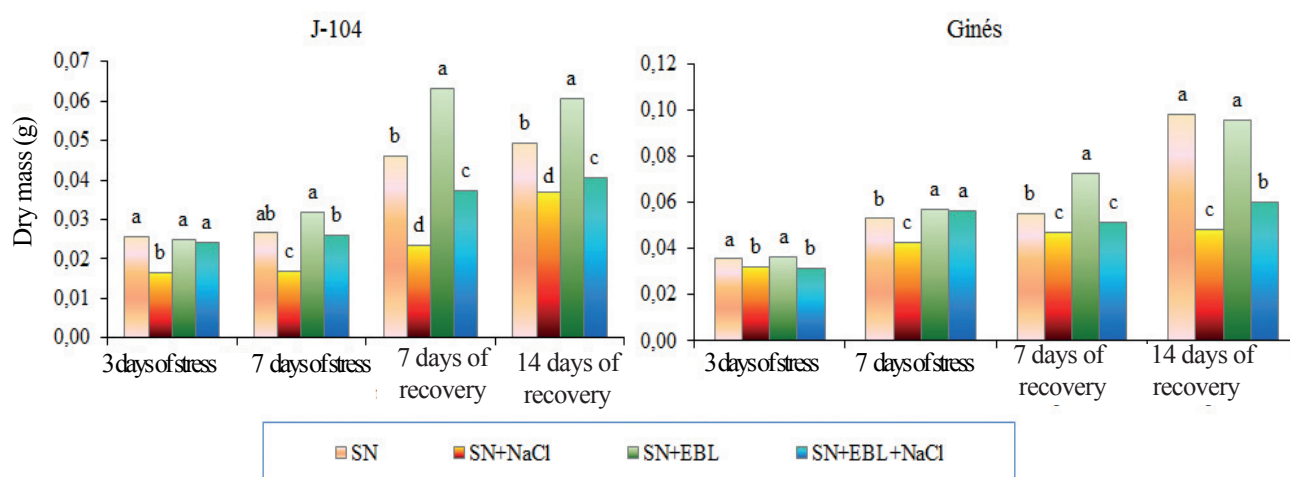 J-104
Ginés
Dry mass (g)
0,07
0,06
0,05
0,04
0,03
0,02
0,01
0,00
a b a a
ab c a b
b d a c
b d a c
3 days of stress
7 days of stress
7 days of
recovery
14 days of
recovery
0,12
0,10
0,08
0,06
0,04
0,02
0,00
a b a b
b c a a
b c a c
a c a b
3 days of stress
7 days of stress
7 days of
recovery
14 days of
recovery
SN SN+NaCl SN+EBL SN+EBL+NaCl